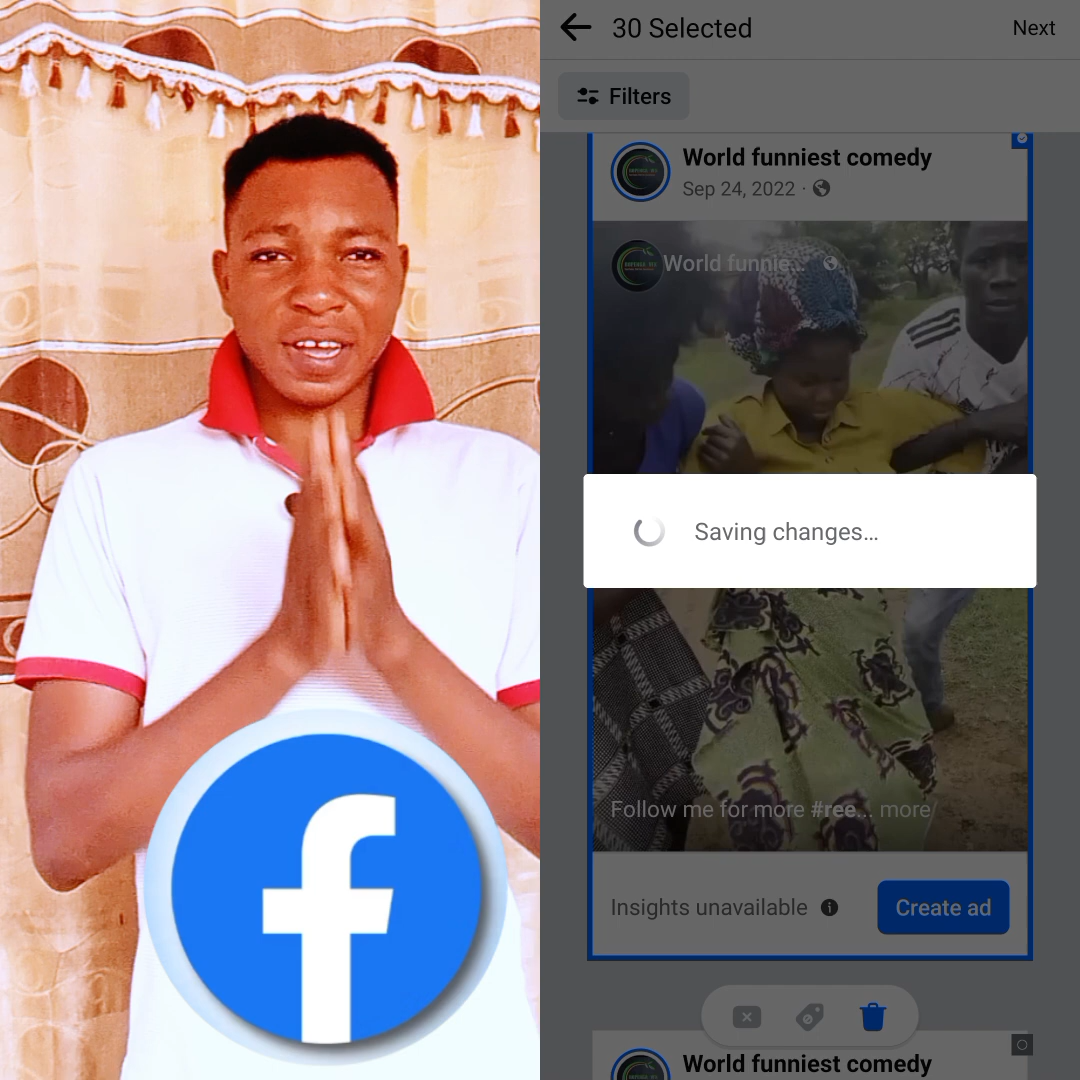 30 Selected
Next
Filters
World funniest comedy
Sep 24, 2022 ·
World funnie...
Saving changes...
Follow me for more #ree... more
Insights unavailable
Create ad
World funniest comedy